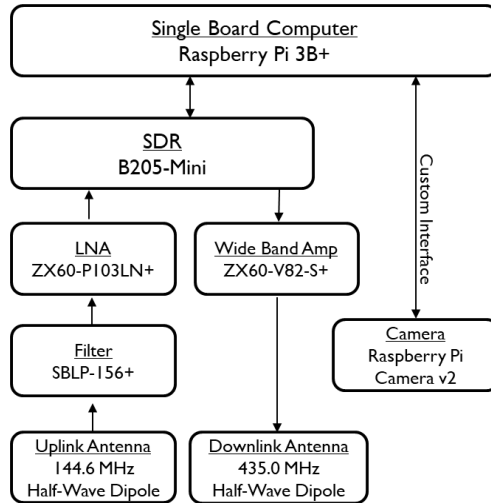 Single Board Computer
Raspberry Pi 3B+
SDR
B205-Mini
LNA
ZX60-P103LN+
Wide Band Amp
ZX60-V82-S+
Custom Interface
Filter
SBLP-156+
Camera
Raspberry Pi
Camera v2
Uplink Antenna
144.6 MHz
Half-Wave Dipole
Downlink Antenna
435.0 MHz
Half-Wave Dipole